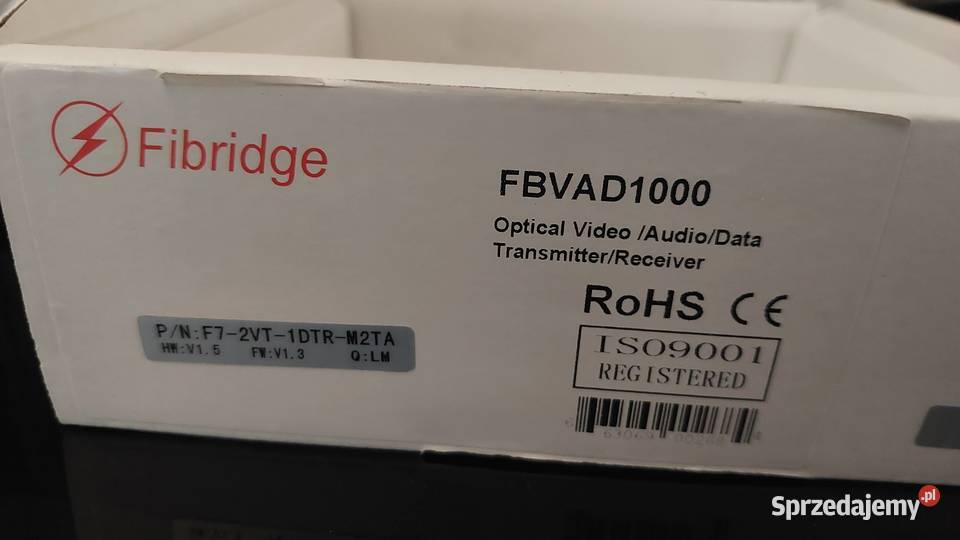 Fibridge
FBVAD1000
Optical Video /Audio/Data
Transmitter/Receiver
RoHS CE
ISO9001
REGISTERED
P/N:F7-2VT-1DTR-M2TA
HW:V1.5 FW:V1.3 Q:LM
Sprzedajemy.pl